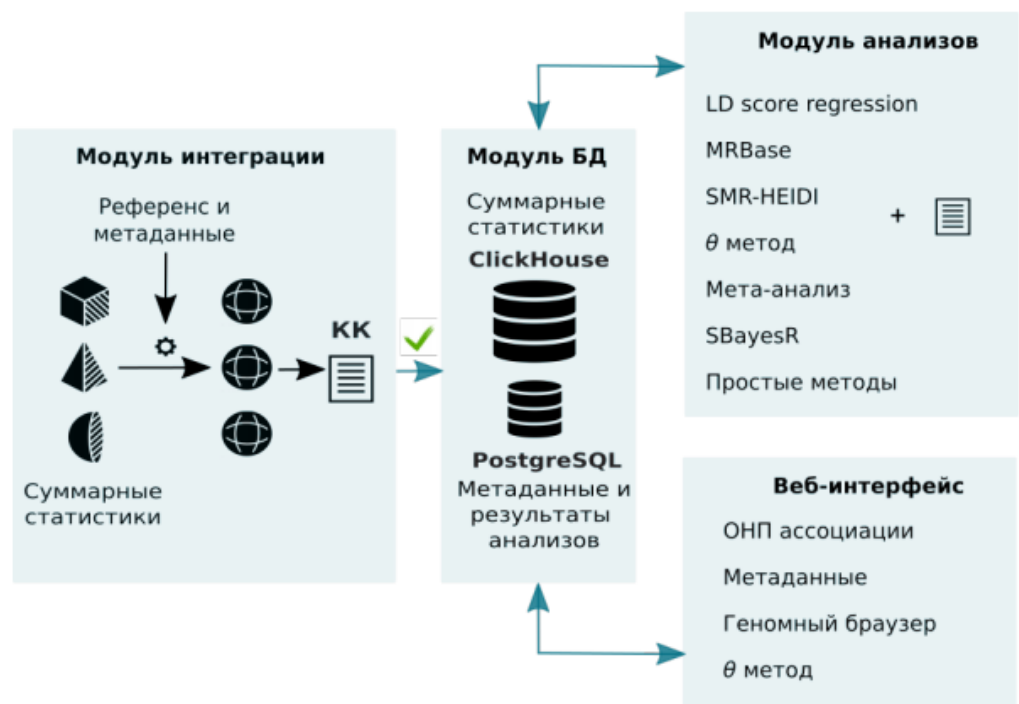 Модуль интеграции
Референс и
метаданные
КК
Суммарные
статистики
Модуль БД
Суммарные
статистики
ClickHouse
PostgreSQL
Метаданные и
результаты
анализов
Модуль анализов
LD score regression
MRBase
SMR-HEIDI
θ метод
+
Мета-анализ
SBayesR
Простые методы
Веб-интерфейс
ОНП ассоциации
Метаданные
Геномный браузер
θ метод